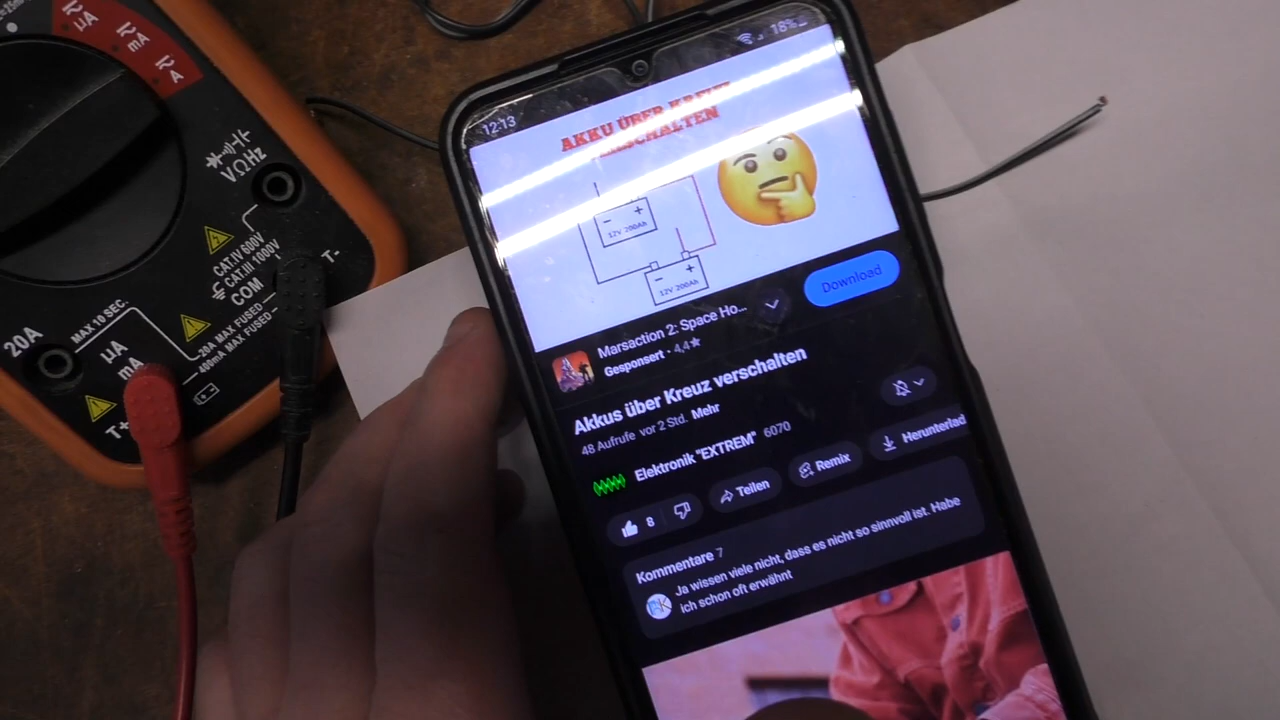 µA
mA
A
VΩHz
CAT.IV 600V
CAT.III 1000V
COM
T-
20A
MAX 10 SEC.
20A MAX FUSED
400mA MAX FUSED
µA
mA
T+
12:13
18%
AKKU ÜBER KREUZ
VERSCHALTEN
- +
12V 200Ah
- +
12V 200Ah
Download
Marsaction 2: Space Ho...
Gesponsert · 4,4★
Akkus über Kreuz verschalten
48 Aufrufe vor 2 Std. Mehr
Elektronik "EXTREM" 6070
8
Teilen
Remix
Herunterlad
Kommentare 7
Ja wissen viele nicht, dass es nicht so sinnvoll ist. Habe
ich schon oft erwähnt